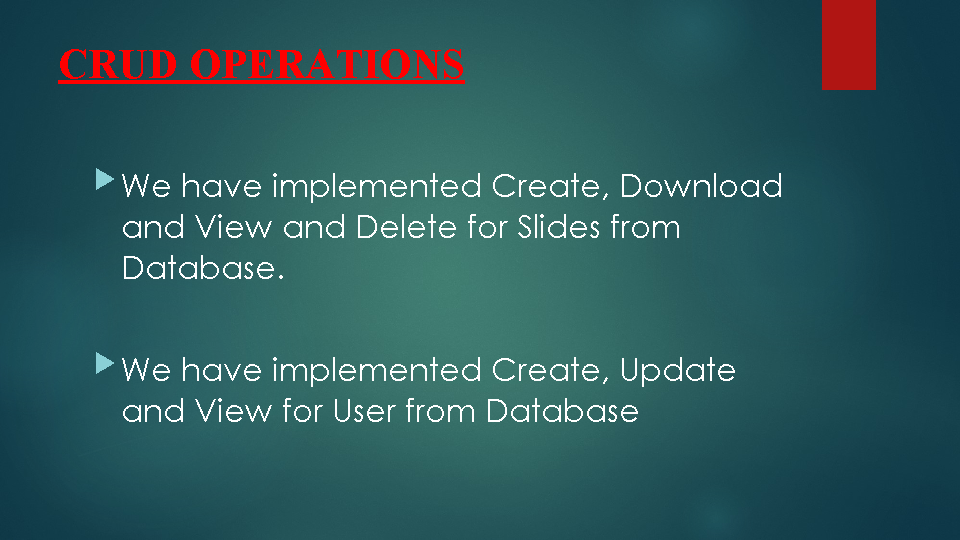 CRUD OPERATIONS
We have implemented Create, Download
and View and Delete for Slides from
Database.
We have implemented Create, Update
and View for User from Database